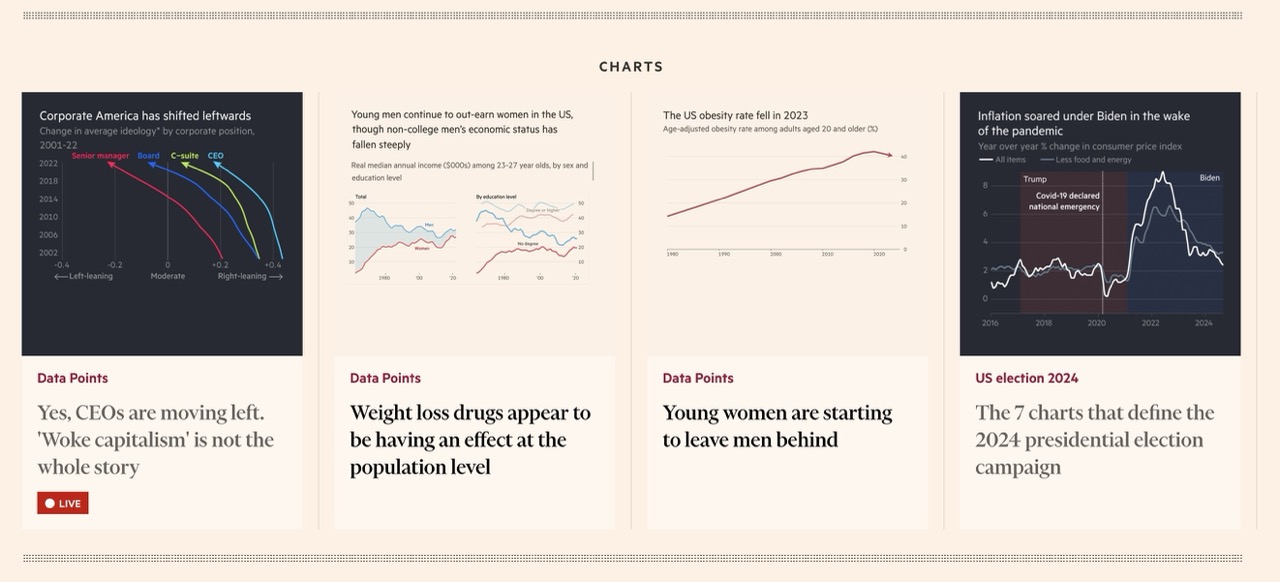 CHARTS
Corporate America has shifted leftwards
Change in average ideology* by corporate position,
2001-22
Senior manager Board C-suite CEO
2022
2018
2014
2010
2006
2002
-0.4 -0.2 0 +0.2 +0.4
←Left-leaning Moderate Right-leaning→
Data Points
Yes, CEOs are moving left.
'Woke capitalism' is not the
whole story
LIVE
Young men continue to out-earn women in the US,
though non-college men's economic status has
fallen steeply
Real median annual income ($000s) among 23-27 year olds, by sex and
education level
Total
50
40
30
20
10
Men
Women
1980 '00 '20
By education level
50
40
30
20
10
Degree or higher
No degree
1980 '00 '20
Data Points
Weight loss drugs appear to
be having an effect at the
population level
The US obesity rate fell in 2023
Age-adjusted obesity rate among adults aged 20 and older (%)
40
30
20
10
0
1980 1990 2000 2010 2020
Data Points
Young women are starting
to leave men behind
Inflation soared under Biden in the wake
of the pandemic
Year over year % change in consumer price index
All items Less food and energy
Trump Biden
Covid-19 declared
national emergency
8
6
4
2
0
2016 2018 2020 2022 2024
US election 2024
The 7 charts that define the
2024 presidential election
campaign